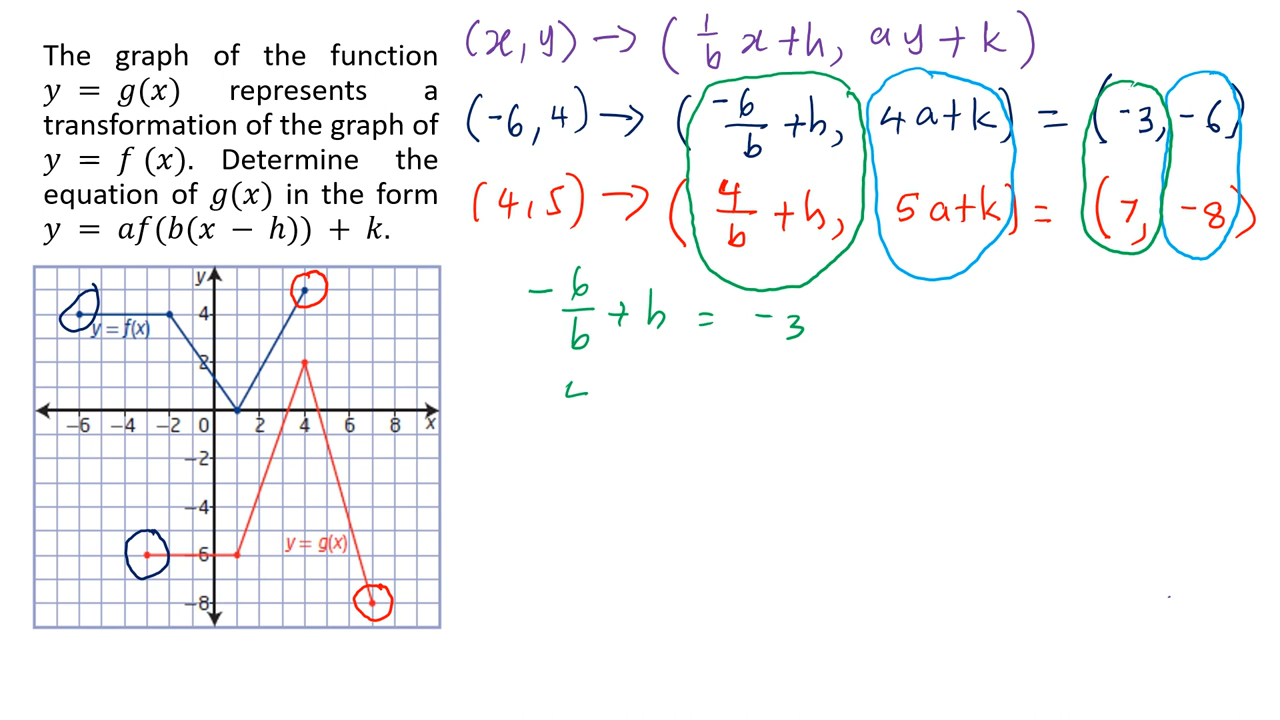 The graph of the function
y = g(x) represents a
transformation of the graph of
y = f (x). Determine the
equation of g(x) in the form
y = af(b(x − h)) + k.
(x, y) → ( 1/b x + h, ay + k )
(-6, 4) → ( -6/b + h, 4a + k ) = (-3, -6)
(4, 5) → ( 4/b + h, 5a + k ) = (7, -8)
-6/b + h = -3
y
4
y = f(x)
2
−6 −4 −2 0 2 4 6 8 x
−2
−4
y = g(x)
6
−8